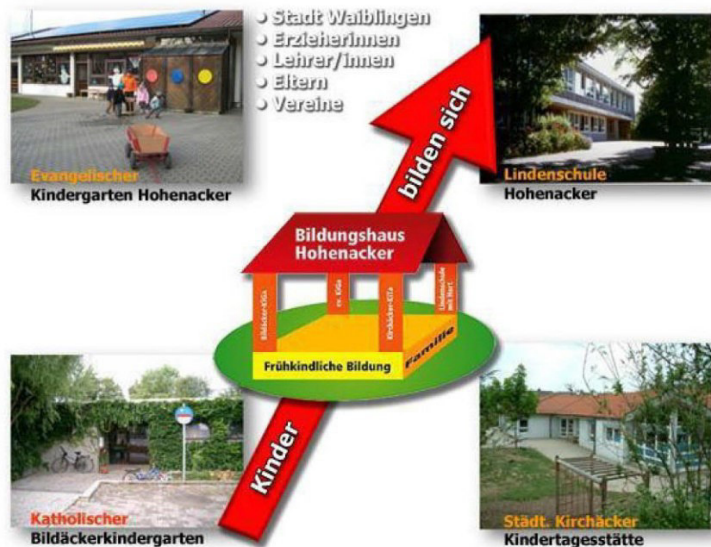 • Stadt Waiblingen
• Erzieherinnen
• Lehrer/innen
• Eltern
• Vereine
Evangelischer
Kindergarten Hohenacker
Lindenschule
Hohenacker
bilden sich
Bildungshaus
Hohenacker
Bildäcker-KiGa
ev. KiGa
Kirchäcker-KiTa
Lindenschule
mit Hort
Frühkindliche Bildung
Familie
Kinder
Katholischer
Bildäckerkindergarten
Städt. Kirchäcker
Kindertagesstätte